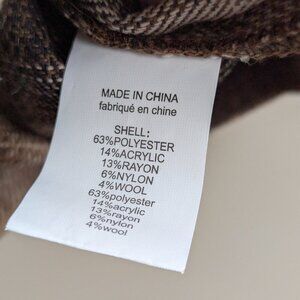 MADE IN CHINA
fabriqué en chine
SHELL:
63%POLYESTER
14%ACRYLIC
13%RAYON
6%NYLON
4%WOOL
63%polyester
14%acrylic
13%rayon
6%nylon
4%wool